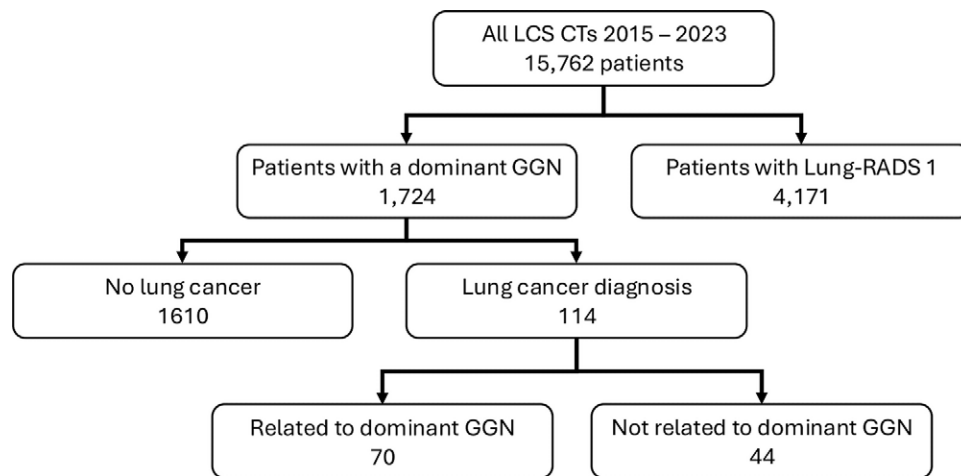 All LCS CTs 2015 – 2023
15,762 patients
Patients with a dominant GGN
1,724
Patients with Lung-RADS 1
4,171
No lung cancer
1610
Lung cancer diagnosis
114
Related to dominant GGN
70
Not related to dominant GGN
44